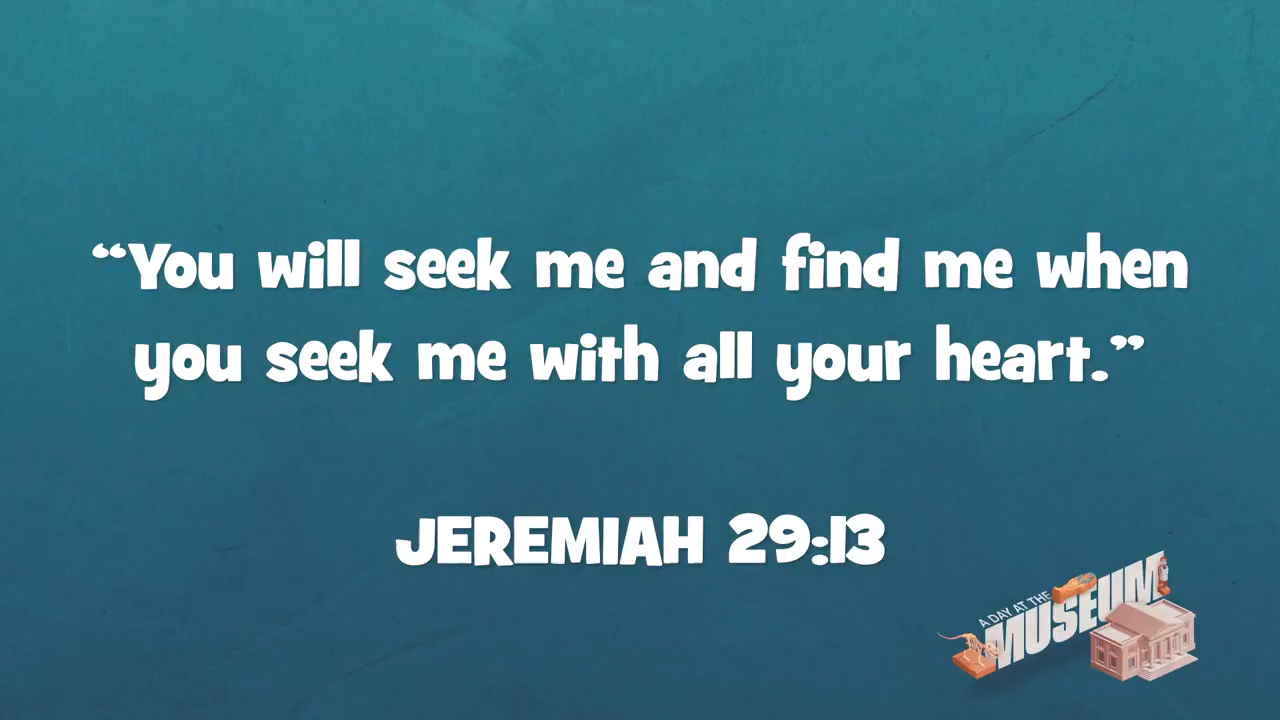 “You will seek me and find me when
you seek me with all your heart.”
JEREMIAH 29:13
A DAY AT THE
MUSEUM